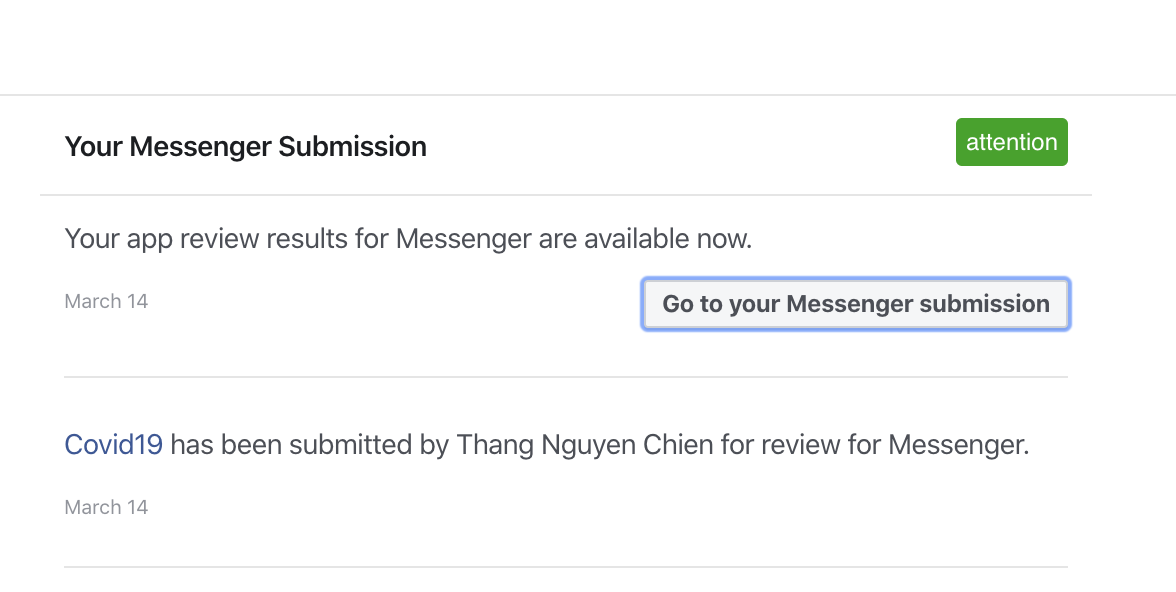 Your Messenger Submission
attention
Your app review results for Messenger are available now.
March 14
Go to your Messenger submission
Covid19 has been submitted by Thang Nguyen Chien for review for Messenger.
March 14